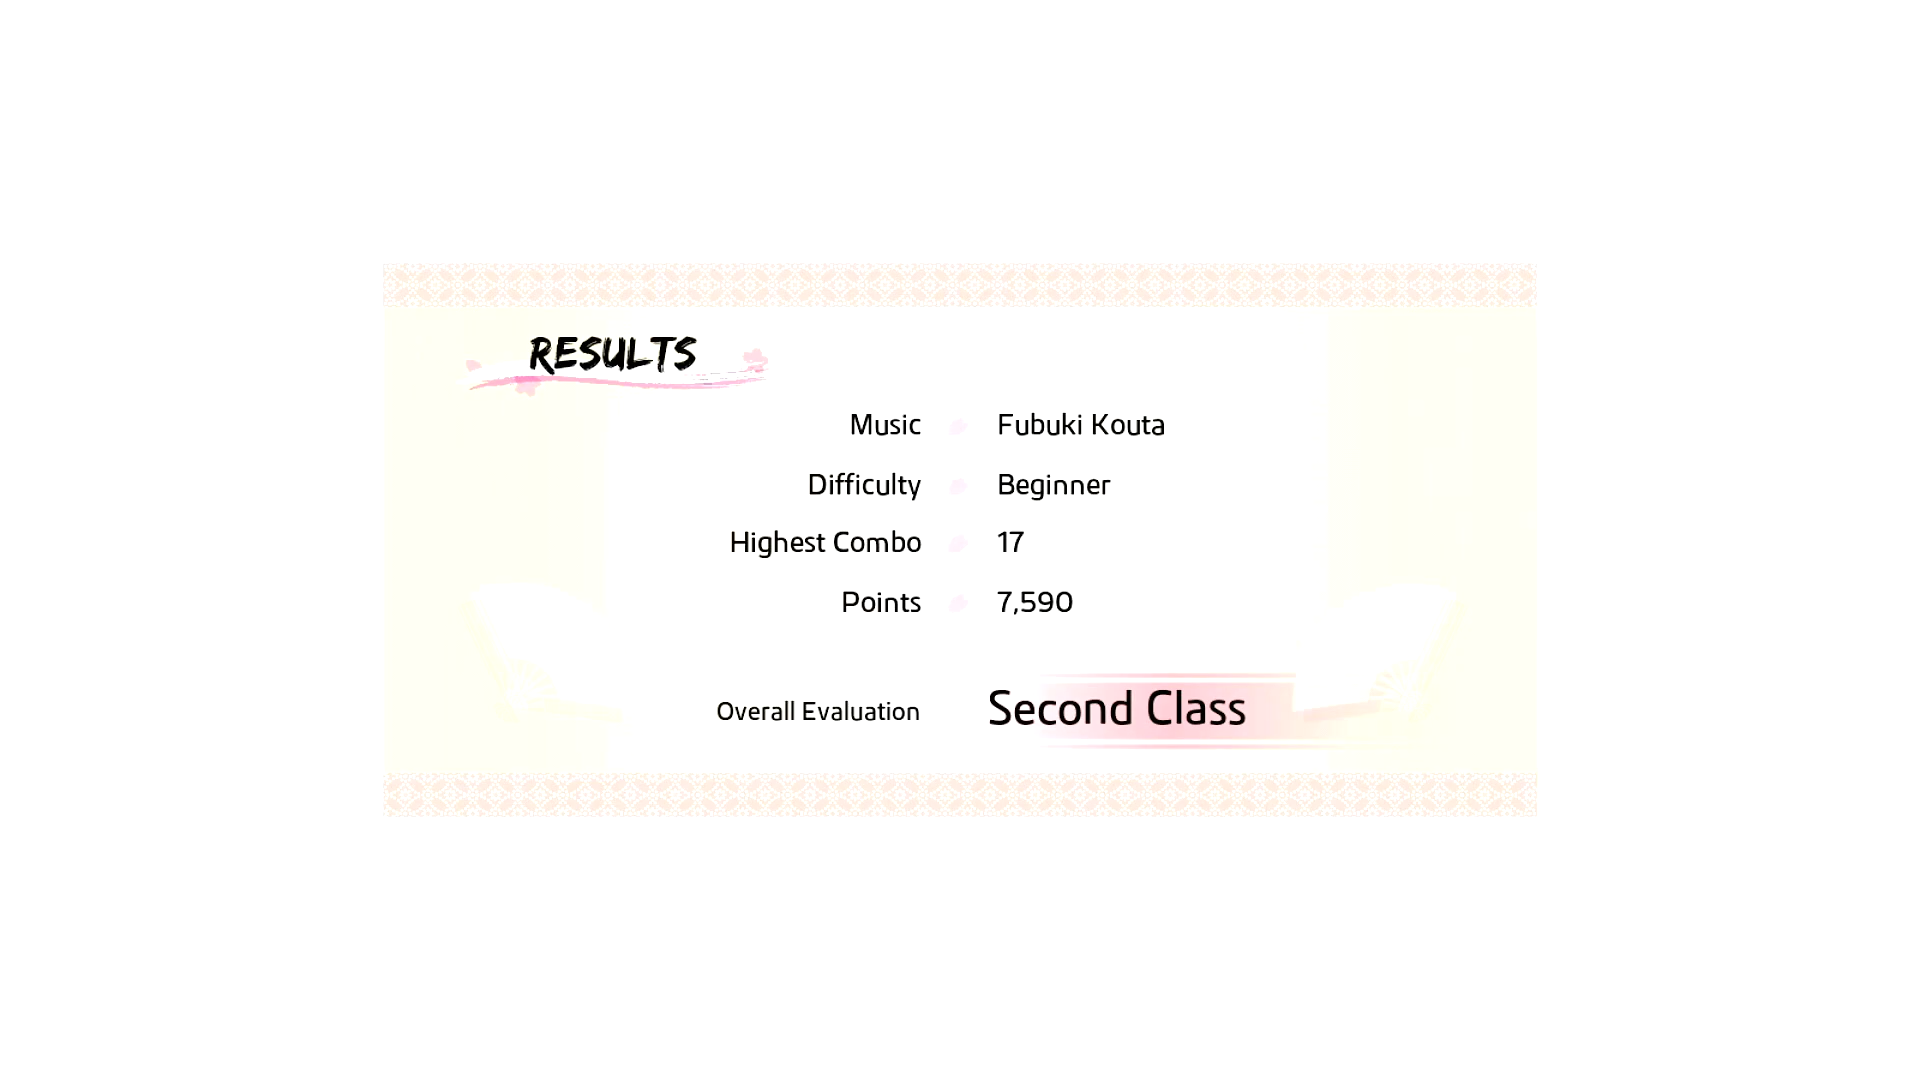 RESULTS
Music Fubuki Kouta
Difficulty Beginner
Highest Combo 17
Points 7,590
Overall Evaluation Second Class